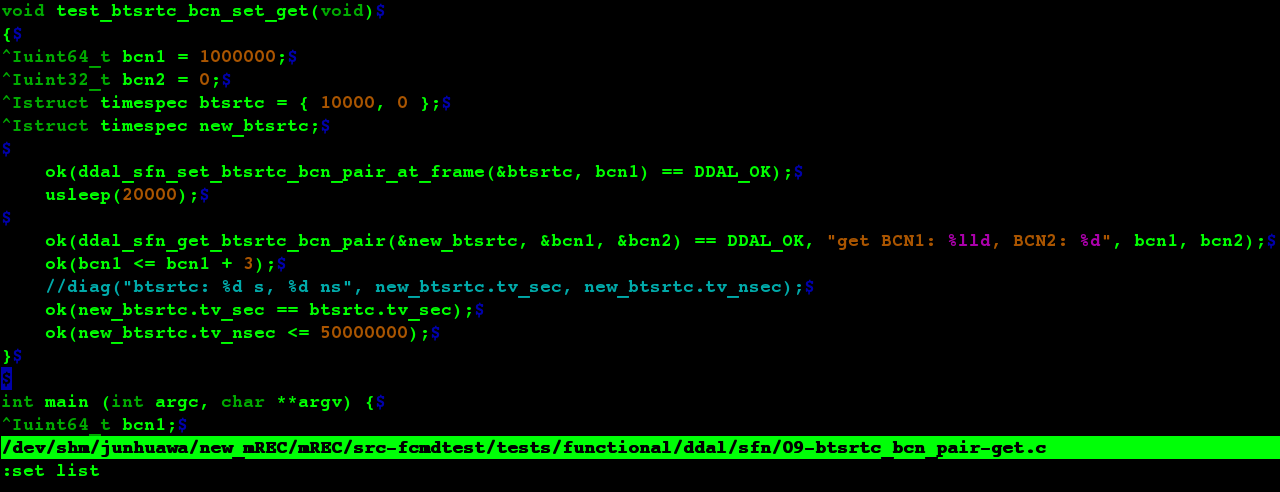 void test_btsrtc_bcn_set_get(void)$
{$
^Iuint64_t bcn1 = 1000000;$
^Iuint32_t bcn2 = 0;$
^Istruct timespec btsrtc = { 10000, 0 };$
^Istruct timespec new_btsrtc;$
$
    ok(ddal_sfn_set_btsrtc_bcn_pair_at_frame(&btsrtc, bcn1) == DDAL_OK);$
    usleep(20000);$
$
    ok(ddal_sfn_get_btsrtc_bcn_pair(&new_btsrtc, &bcn1, &bcn2) == DDAL_OK, "get BCN1: %lld, BCN2: %d", bcn1, bcn2);$
    ok(bcn1 <= bcn1 + 3);$
    //diag("btsrtc: %d s, %d ns", new_btsrtc.tv_sec, new_btsrtc.tv_nsec);$
    ok(new_btsrtc.tv_sec == btsrtc.tv_sec);$
    ok(new_btsrtc.tv_nsec <= 50000000);$
}$
$
int main (int argc, char **argv) {$
^Iuint64_t bcn1;$
/dev/shm/junhuawa/new_mREC/mREC/src-fcmdtest/tests/functional/ddal/sfn/09-btsrtc_bcn_pair-get.c
:set list